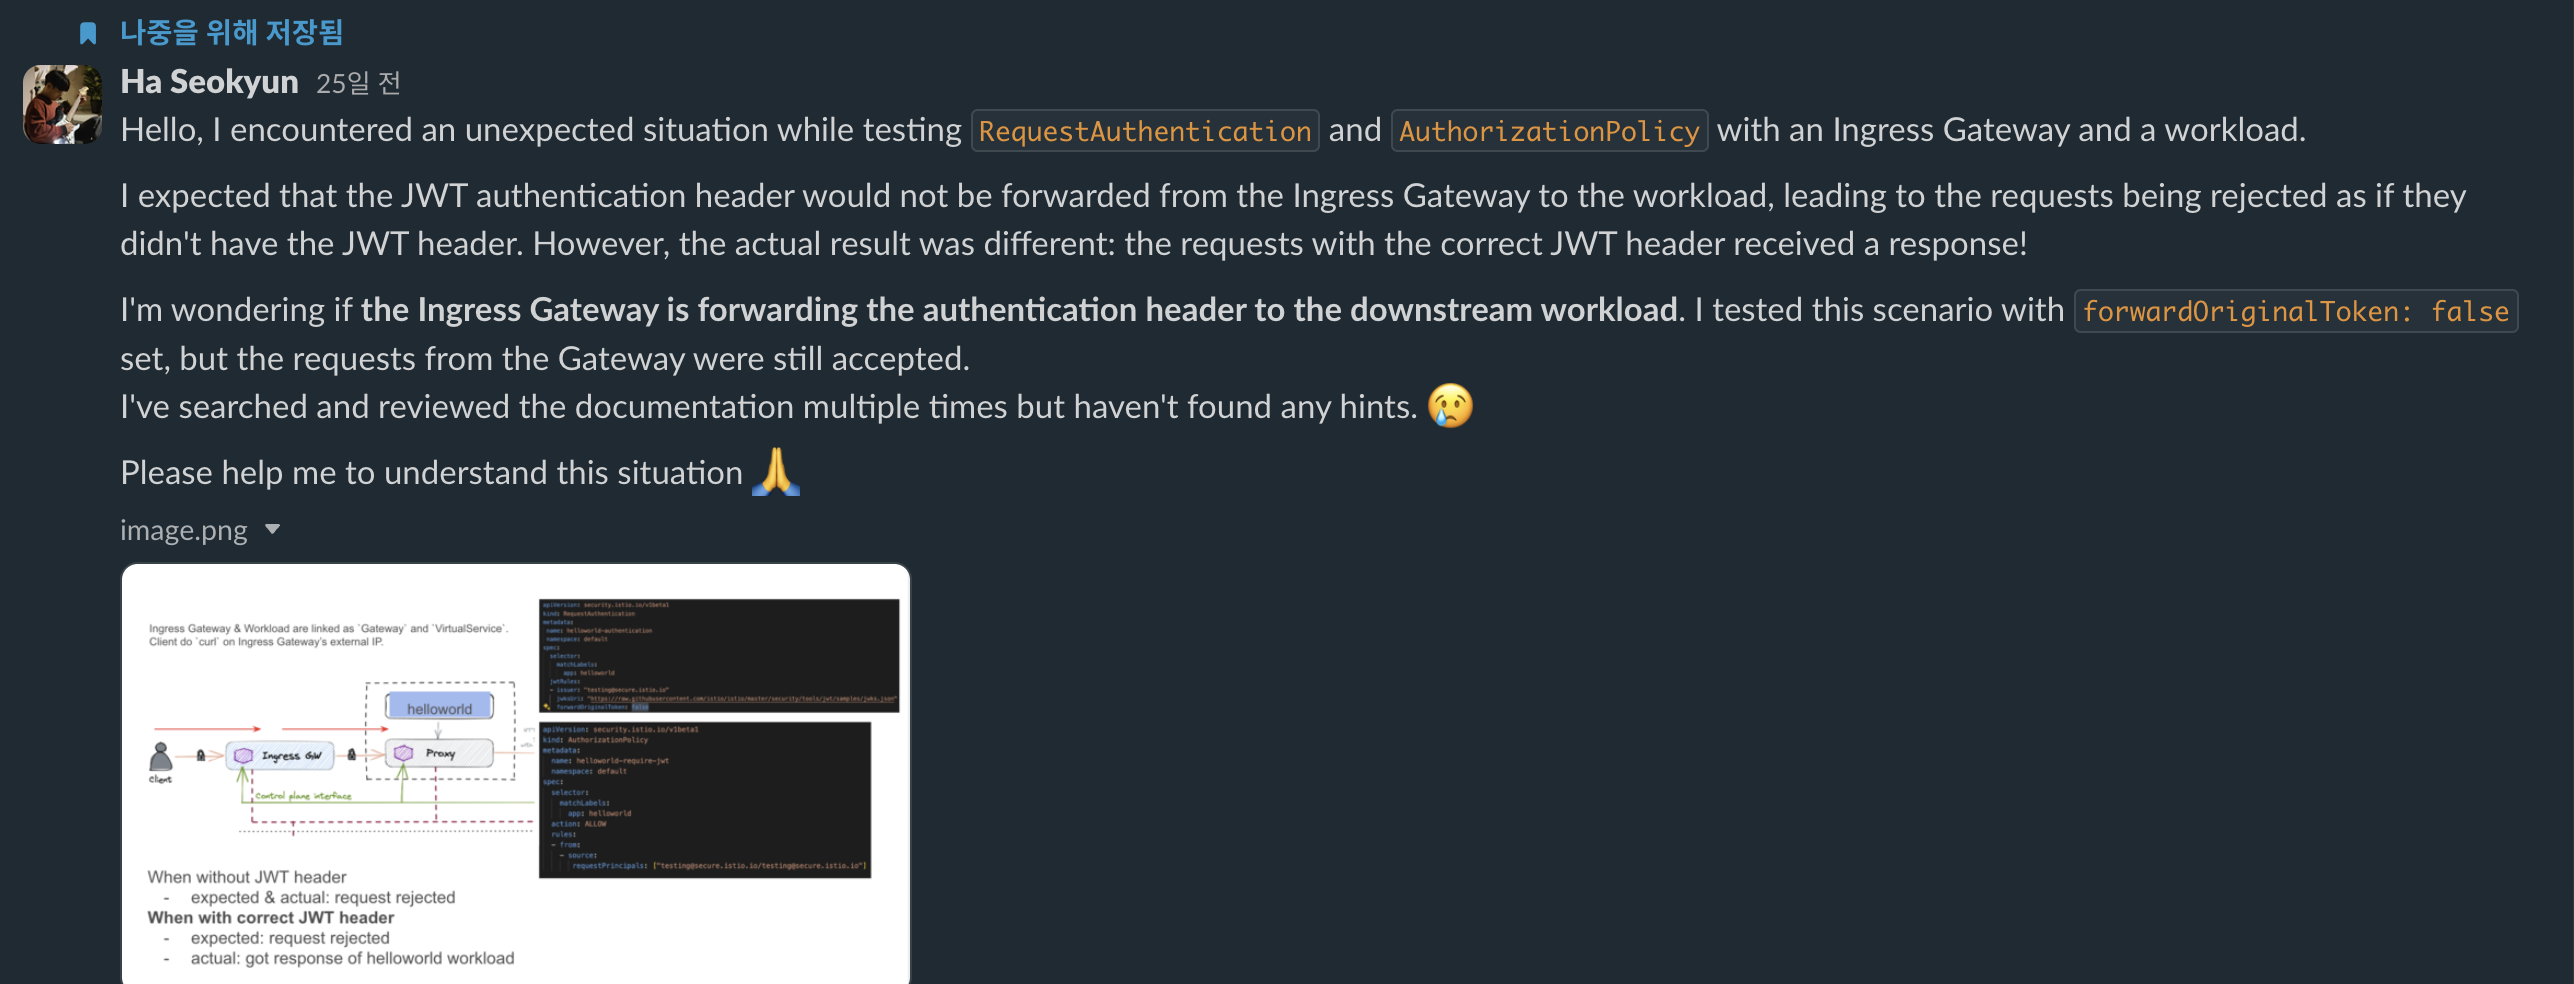 나중을 위해 저장됨
Ha Seokyun 25일 전
Hello, I encountered an unexpected situation while testing RequestAuthentication and AuthorizationPolicy with an Ingress Gateway and a workload.
I expected that the JWT authentication header would not be forwarded from the Ingress Gateway to the workload, leading to the requests being rejected as if they
didn't have the JWT header. However, the actual result was different: the requests with the correct JWT header received a response!
I'm wondering if the Ingress Gateway is forwarding the authentication header to the downstream workload. I tested this scenario with forwardOriginalToken: false
set, but the requests from the Gateway were still accepted.
I've searched and reviewed the documentation multiple times but haven't found any hints. 😢
Please help me to understand this situation 🙏
image.png
Ingress Gateway & Workload are linked as `Gateway` and `VirtualService`.
Client do `curl` on Ingress Gateway's external IP.
helloworld
Ingress GW
Proxy
client
Control plane interface
apiVersion: security.istio.io/v1beta1
kind: RequestAuthentication
metadata:
name: helloworld-authentication
namespace: default
spec:
selector:
matchLabels:
app: helloworld
jwtRules:
- issuer: "testing@secure.istio.io"
jwksUri: "https://raw.githubusercontent.com/istio/istio/master/security/tools/jwt/samples/jwks.json"
forwardOriginalToken: false
apiVersion: security.istio.io/v1beta1
kind: AuthorizationPolicy
metadata:
name: helloworld-require-jwt
namespace: default
spec:
selector:
matchLabels:
app: helloworld
action: ALLOW
rules:
- from:
- source:
requestPrincipals: ["testing@secure.istio.io/testing@secure.istio.io"]
When without JWT header
- expected & actual: request rejected
When with correct JWT header
- expected: request rejected
- actual: got response of helloworld workload